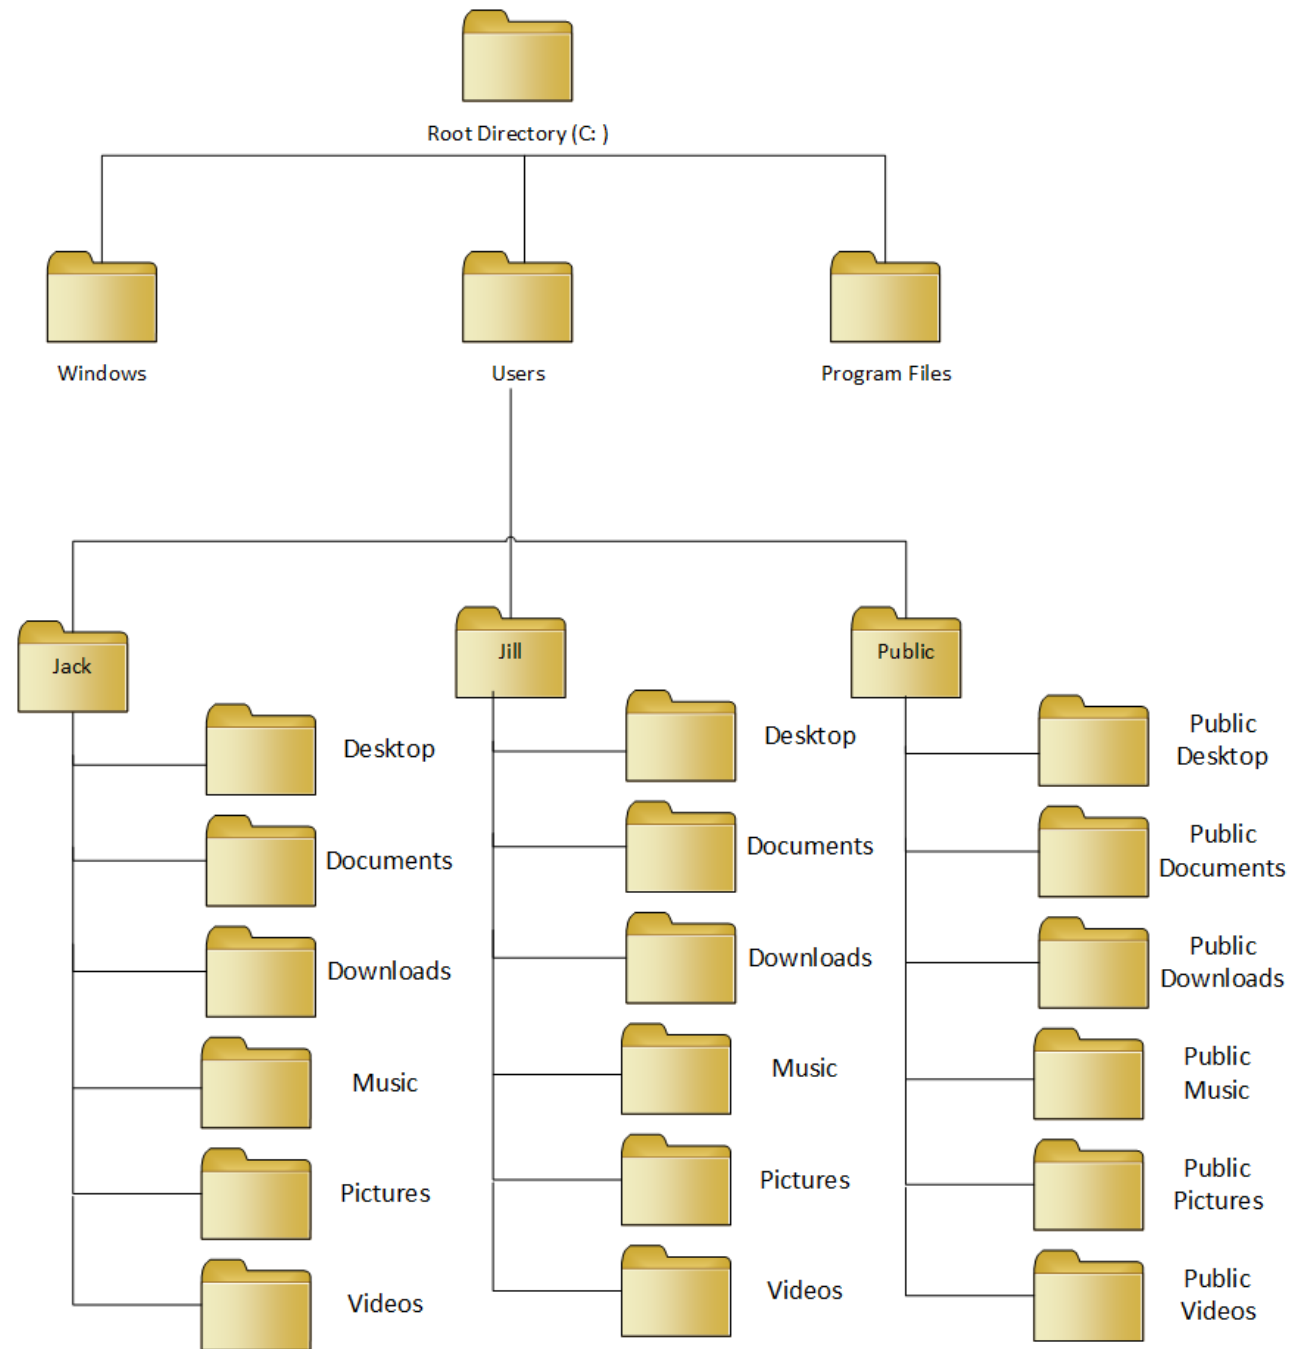 Root Directory (C: )
Windows
Users
Program Files
Jack
Jill
Public
Desktop
Documents
Downloads
Music
Pictures
Videos
Desktop
Documents
Downloads
Music
Pictures
Videos
Public
Desktop
Public
Documents
Public
Downloads
Public
Music
Public
Pictures
Public
Videos